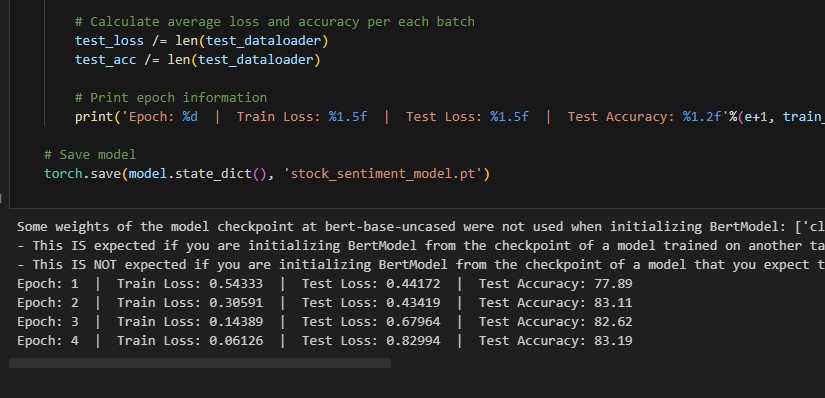 # Calculate average loss and accuracy per each batch
test_loss /= len(test_dataloader)
test_acc /= len(test_dataloader)
# Print epoch information
print('Epoch: %d  |  Train Loss: %1.5f  |  Test Loss: %1.5f  |  Test Accuracy: %1.2f'%(e+1, train_
# Save model
torch.save(model.state_dict(), 'stock_sentiment_model.pt')
Some weights of the model checkpoint at bert-base-uncased were not used when initializing BertModel: ['cl
- This IS expected if you are initializing BertModel from the checkpoint of a model trained on another ta
- This IS NOT expected if you are initializing BertModel from the checkpoint of a model that you expect t
Epoch: 1  |  Train Loss: 0.54333  |  Test Loss: 0.44172  |  Test Accuracy: 77.89
Epoch: 2  |  Train Loss: 0.30591  |  Test Loss: 0.43419  |  Test Accuracy: 83.11
Epoch: 3  |  Train Loss: 0.14389  |  Test Loss: 0.67964  |  Test Accuracy: 82.62
Epoch: 4  |  Train Loss: 0.06126  |  Test Loss: 0.82994  |  Test Accuracy: 83.19